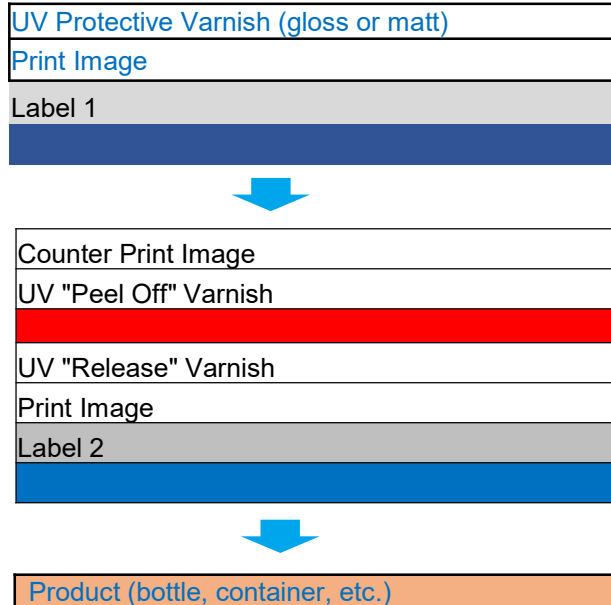 UV Protective Varnish (gloss or matt)
Print Image
Label 1
Counter Print Image
UV "Peel Off" Varnish
UV "Release" Varnish
Print Image
Label 2
Product (bottle, container, etc.)